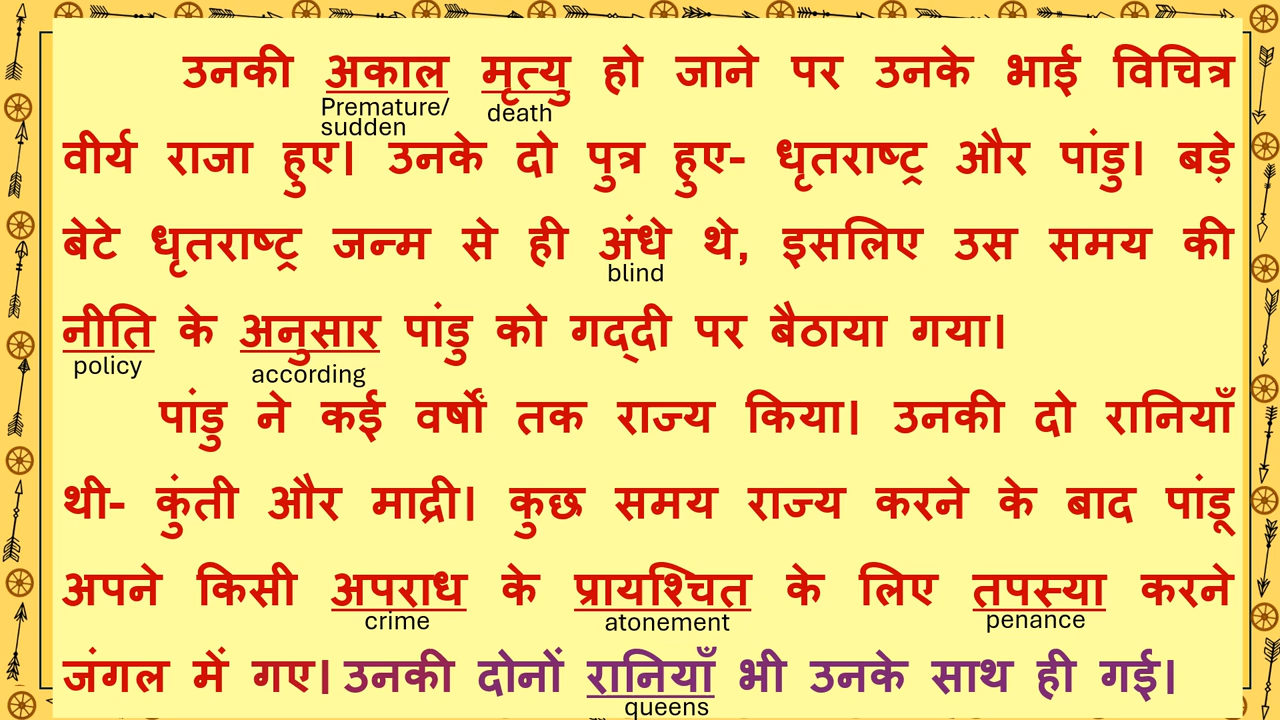 उनकी अकाल मृत्यु हो जाने पर उनके भाई विचित्र
Premature/ death
sudden
वीर्य राजा हुए। उनके दो पुत्र हुए- धृतराष्ट्र और पांडु। बड़े
बेटे धृतराष्ट्र जन्म से ही अंधे थे, इसलिए उस समय की
blind
नीति के अनुसार पांडु को गद्दी पर बैठाया गया।
policy according
पांडु ने कई वर्षों तक राज्य किया। उनकी दो रानियाँ
थी- कुंती और माद्री। कुछ समय राज्य करने के बाद पांडू
अपने किसी अपराध के प्रायश्चित के लिए तपस्या करने
crime atonement penance
जंगल में गए। उनकी दोनों रानियाँ भी उनके साथ ही गई।
queens